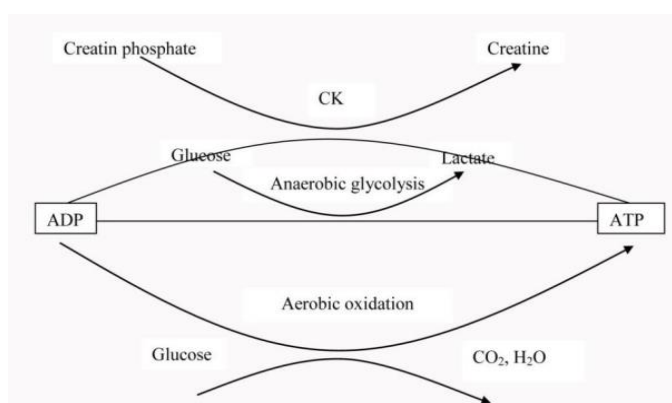 Creatin phosphate
Creatine
CK
Glucose
Lactate
Anaerobic glycolysis
ADP
ATP
Aerobic oxidation
Glucose
CO₂, H₂O